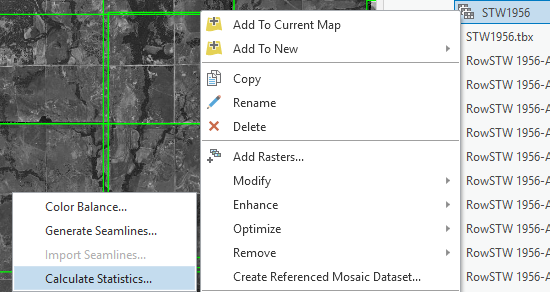 Add To Current Map
Add To New
Copy
Rename
Delete
Add Rasters...
Modify
Enhance
Optimize
Remove
Create Referenced Mosaic Dataset...
Color Balance...
Generate Seamlines...
Import Seamlines...
Calculate Statistics...
STW1956
STW1956.tbx
RowSTW 1956-A
RowSTW 1956-A
RowSTW 1956-A
RowSTW 1956-A
RowSTW 1956-A
RowSTW 1956-A
RowSTW 1956-A
RowSTW 1956-A
RowSTW 1956-A
RowSTW 1956-A